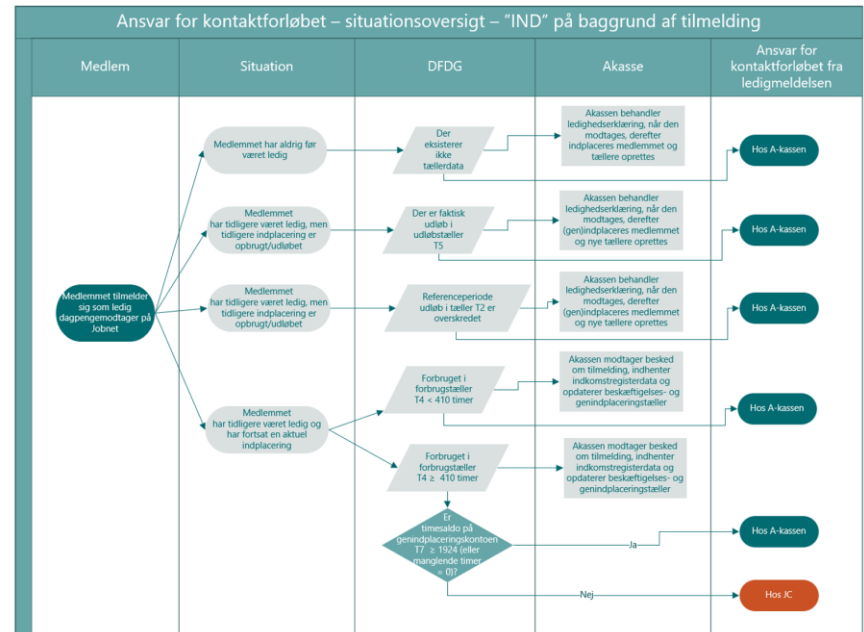 Ansvar for kontaktforløbet – situationsoversigt – "IND" på baggrund af tilmelding
Medlem
Situation
DFDG
Akasse
Ansvar for
kontaktforløbet fra
ledigmeldelsen
Medlemmet tilmelder
sig som ledig
dagpengemodtager på
Jobnet
Medlemmet har aldrig før
været ledig
Der
eksisterer
ikke
tællerdata
Akassen behandler
ledighedserklæring, når den
modtages, derefter
indplaceres medlemmet og
tællere oprettes
Hos A-kassen
Medlemmet
har tidligere været ledig, men
tidligere indplacering er
opbrugt/udløbet
Der er faktisk
udløb i
udløbstæller
T5
Akassen behandler
ledighedserklæring, når den
modtages, derefter
(gen)indplaceres medlemmet
og nye tællere oprettes
Hos A-kassen
Medlemmet
har tidligere været ledig, men
tidligere indplacering er
opbrugt/udløbet
Referenceperiode
udløb i tæller T2 er
overskredet
Akassen behandler
ledighedserklæring, når den
modtages, derefter
(gen)indplaceres medlemmet
og nye tællere oprettes
Hos A-kassen
Medlemmet
har tidligere været ledig og
har fortsat en aktuel
indplacering
Forbruget i
forbrugstæller
T4 < 410 timer
Akassen modtager besked
om tilmelding, indhenter
indkomstregisterdata og
opdaterer beskæftigelses- og
genindplaceringstæller
Hos A-kassen
Forbruget i
forbrugstæller
T4 ≥ 410 timer
Akassen modtager besked
om tilmelding, indhenter
indkomstregisterdata og
opdaterer beskæftigelses- og
genindplaceringstæller
Er
timesaldo på
genindplaceringskontoen
T7 ≥ 1924 (eller
manglende timer
= 0)?
Ja
Hos A-kassen
Nej
Hos JC